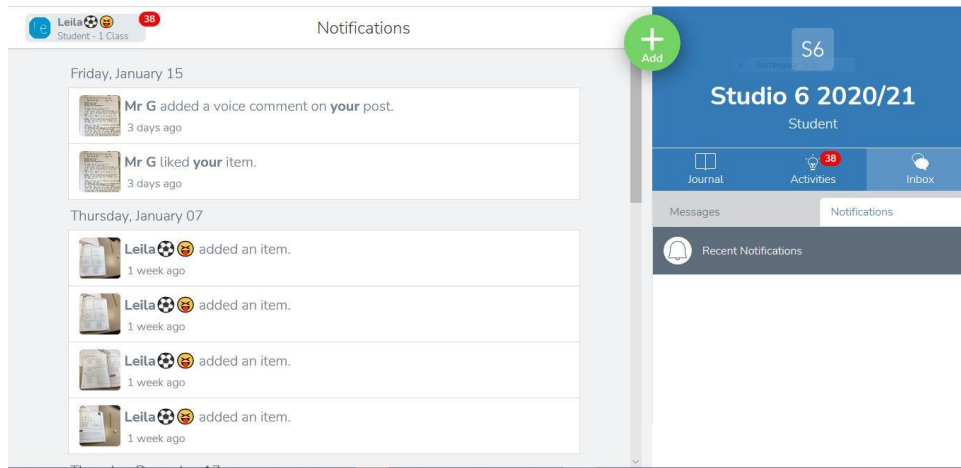 Le
Leila⚽😝 38
Student - 1 Class
Notifications
Add
Friday, January 15
Mr G added a voice comment on your post.
3 days ago
Mr G liked your item.
3 days ago
Thursday, January 07
Leila⚽😝 added an item.
1 week ago
Leila⚽😝 added an item.
1 week ago
Leila⚽😝 added an item.
1 week ago
Leila⚽😝 added an item.
1 week ago
S6
Studio 6 2020/21
Student
38
Journal Activities Inbox
Messages Notifications
Recent Notifications